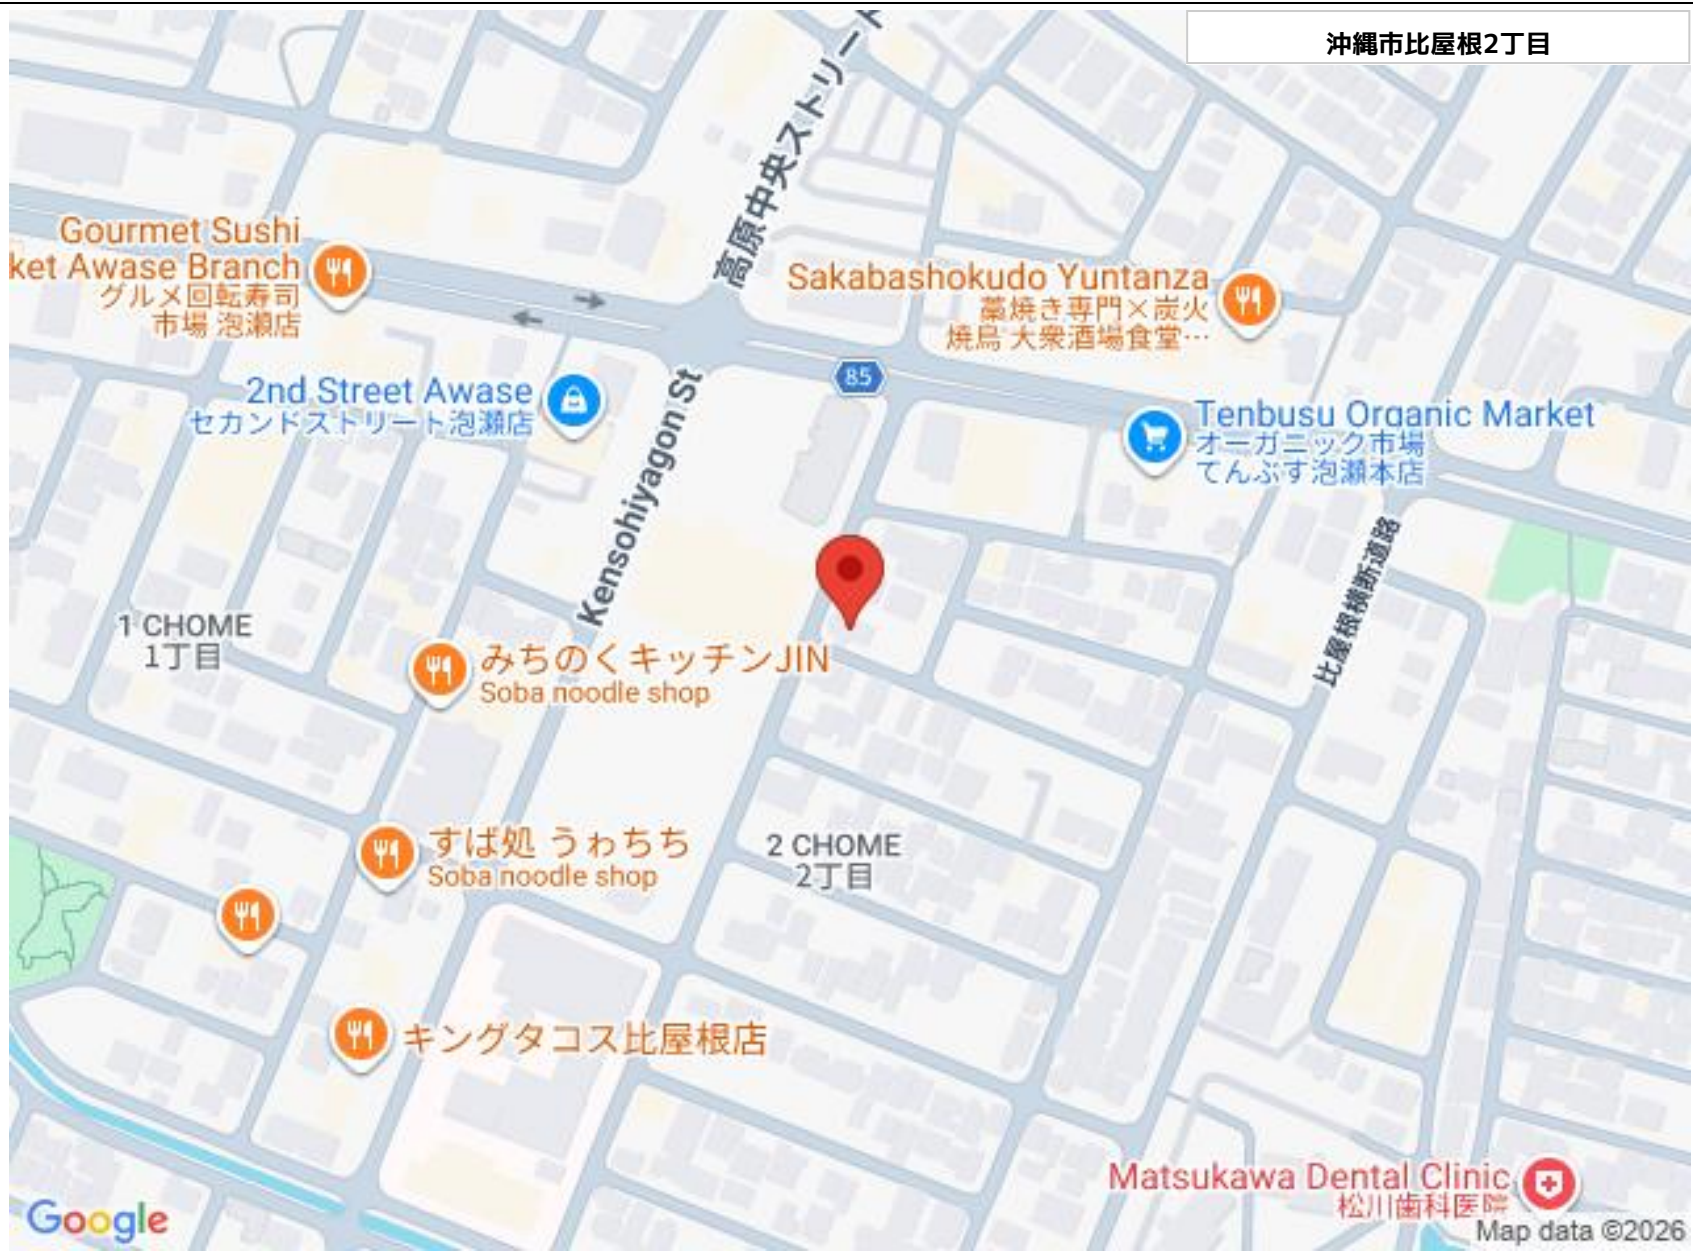 沖縄市比屋根2丁目
高原中央ストリート
Gourmet Sushi
ket Awase Branch
グルメ回転寿司
市場 泡瀬店
Sakabashokudo Yuntanza
藁焼き専門×炭火
焼鳥 大衆酒場食堂…
85
2nd Street Awase
セカンドストリート泡瀬店
Kensohiyagon St
Tenbusu Organic Market
オーガニック市場
てんぶす泡瀬本店
比屋根横断道路
1 CHOME
1丁目
みちのくキッチンJIN
Soba noodle shop
すば処 うゎちち
Soba noodle shop
2 CHOME
2丁目
キングタコス比屋根店
Matsukawa Dental Clinic
松川歯科医院
Google
Map data ©2026